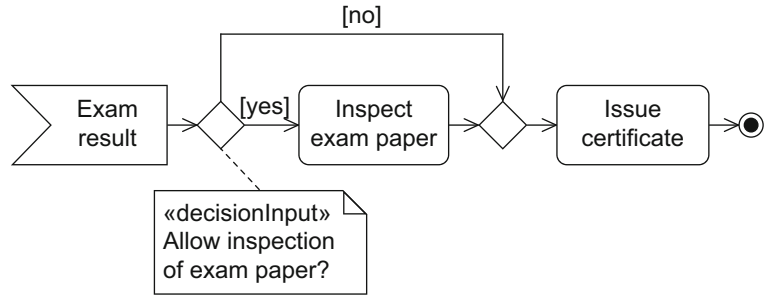 [no]
Exam
result
[yes]
Inspect
exam paper
Issue
certificate
«decisionInput»
Allow inspection
of exam paper?